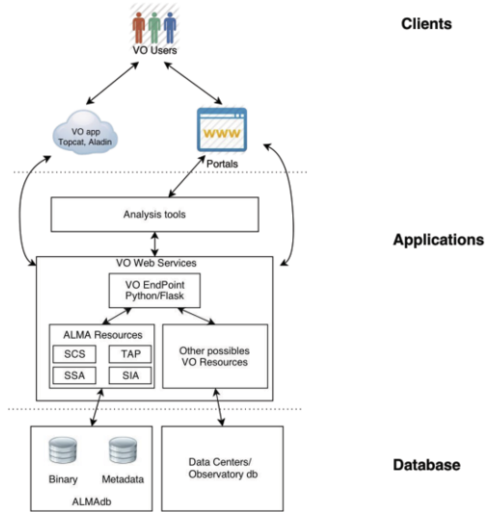 Clients
VO Users
VO app
Topcat, Aladin
WWW
Portals
Analysis tools
Applications
VO Web Services
VO EndPoint
Python/Flask
ALMA Resources
SCS
TAP
SSA
SIA
Other possibles
VO Resources
Binary
Metadata
ALMAdb
Data Centers/
Observatory db
Database